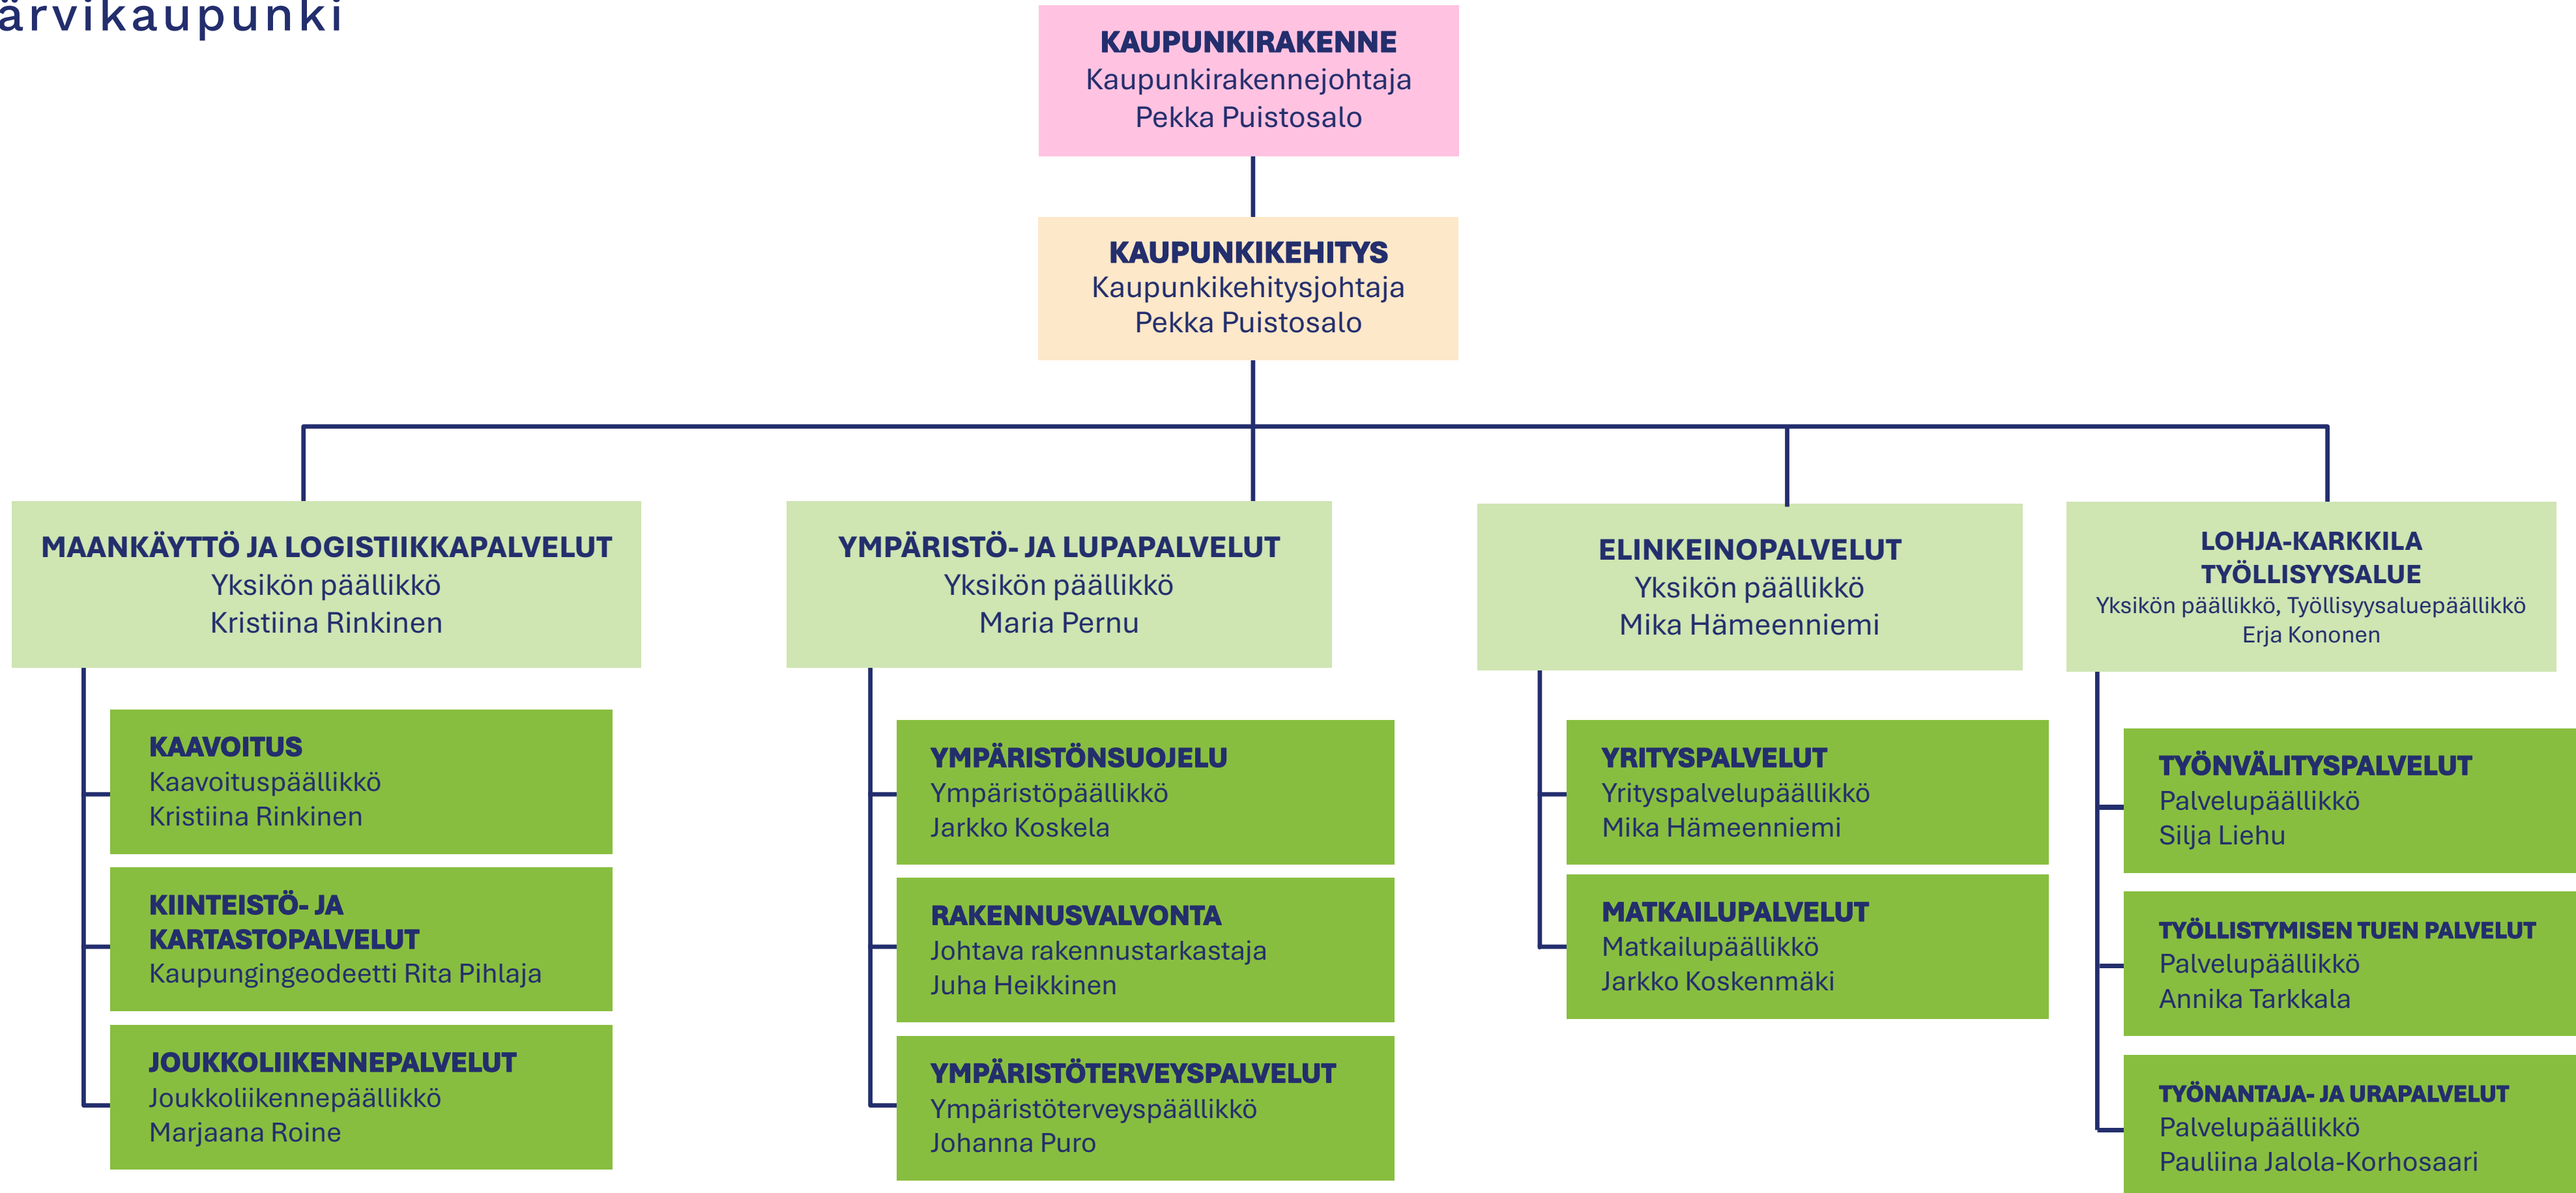 ärvikaupunki
KAUPUNKIRAKENNE
Kaupunkirakennejohtaja
Pekka Puistosalo
KAUPUNKIKEHITYS
Kaupunkikehitysjohtaja
Pekka Puistosalo
MAANKÄYTTÖ JA LOGISTIIKKAPALVELUT
Yksikön päällikkö
Kristiina Rinkinen
KAAVOITUS
Kaavoituspäällikkö
Kristiina Rinkinen
KIINTEISTÖ- JA
KARTASTOPALVELUT
Kaupungingeodeetti Rita Pihlaja
JOUKKOLIIKENNEPALVELUT
Joukkoliikennepäällikkö
Marjaana Roine
YMPÄRISTÖ- JA LUPAPALVELUT
Yksikön päällikkö
Maria Pernu
YMPÄRISTÖNSUOJELU
Ympäristöpäällikkö
Jarkko Koskela
RAKENNUSVALVONTA
Johtava rakennustarkastaja
Juha Heikkinen
YMPÄRISTÖTERVEYSPALVELUT
Ympäristöterveyspäällikkö
Johanna Puro
ELINKEINOPALVELUT
Yksikön päällikkö
Mika Hämeenniemi
YRITYSPALVELUT
Yrityspalvelupäällikkö
Mika Hämeenniemi
MATKAILUPALVELUT
Matkailupäällikkö
Jarkko Koskenmäki
LOHJA-KARKKILA
TYÖLLISYYSALUE
Yksikön päällikkö, Työllisyysaluepäällikkö
Erja Kononen
TYÖNVÄLITYSPALVELUT
Palvelupäällikkö
Silja Liehu
TYÖLLISTYMISEN TUEN PALVELUT
Palvelupäällikkö
Annika Tarkkala
TYÖNANTAJA- JA URAPALVELUT
Palvelupäällikkö
Pauliina Jalola-Korhosaari